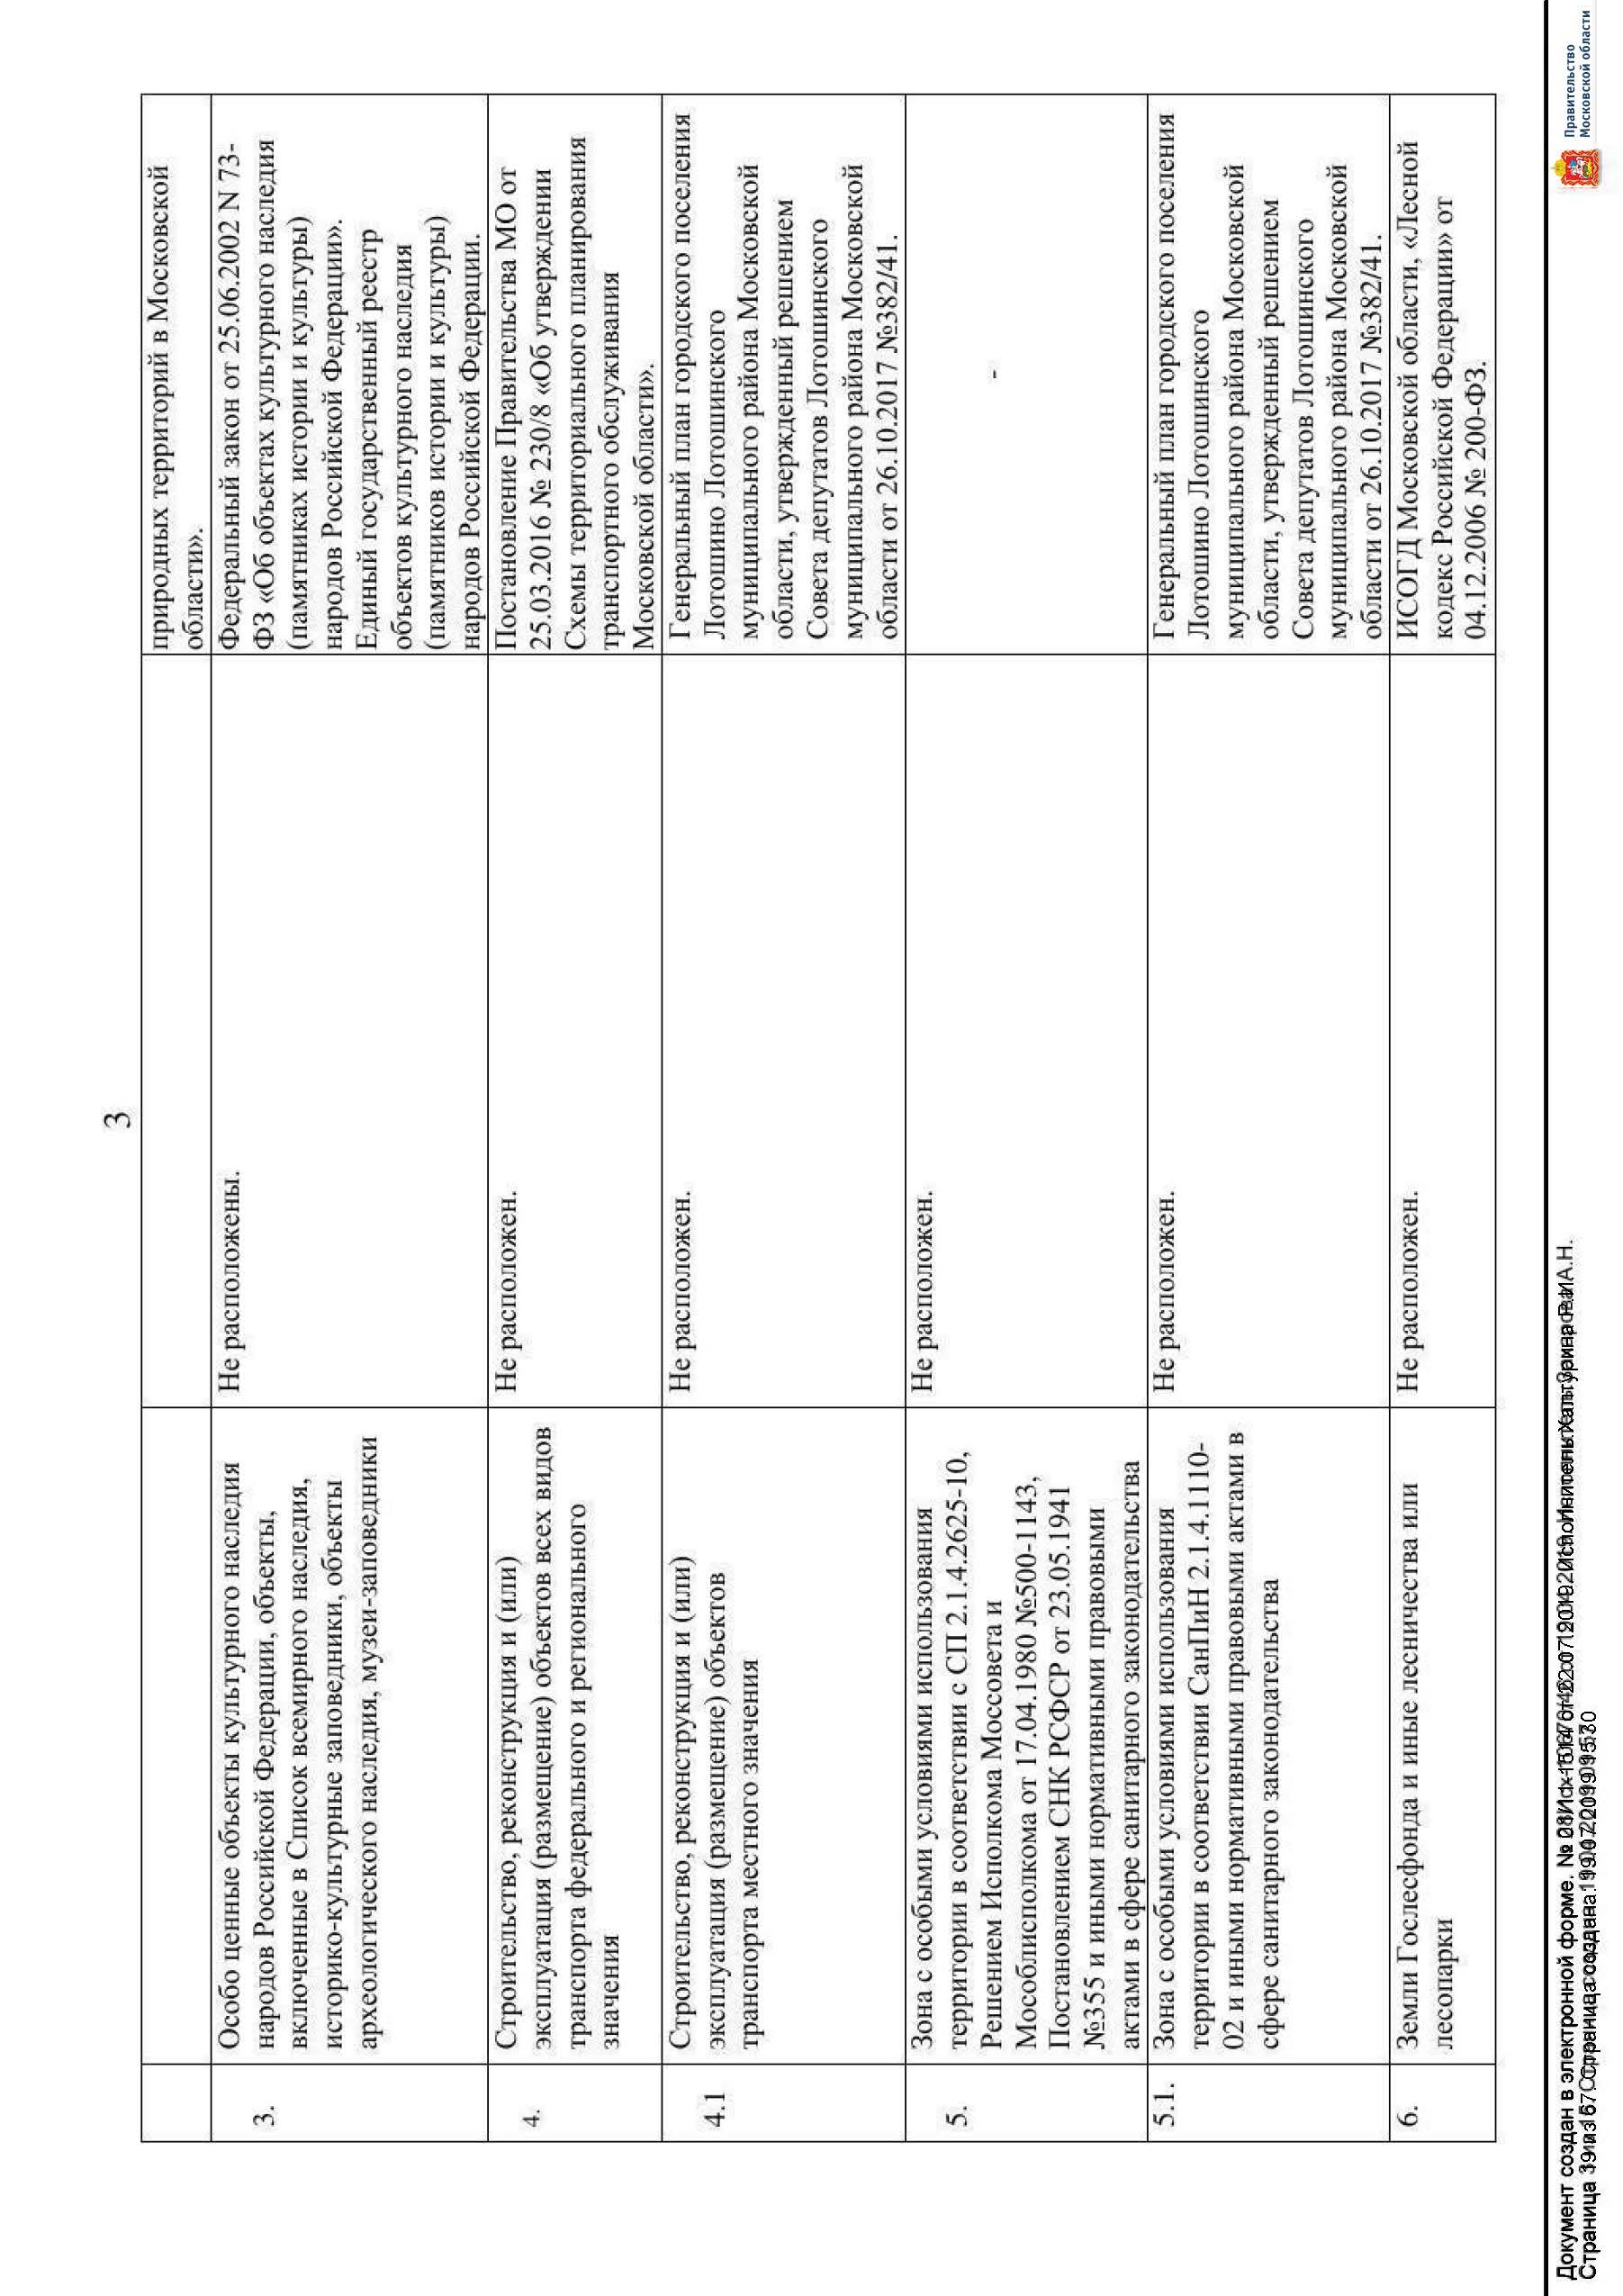 3
природных территорий в Московской
области».
3.
Особо ценные объекты культурного наследия
народов Российской Федерации, объекты,
включенные в Список всемирного наследия,
историко-культурные заповедники, объекты
археологического наследия, музеи-заповедники
Не расположены.
Федеральный закон от 25.06.2002 N 73-
ФЗ «Об объектах культурного наследия
(памятниках истории и культуры)
народов Российской Федерации».
Единый государственный реестр
объектов культурного наследия
(памятников истории и культуры)
народов Российской Федерации.
4.
Строительство, реконструкция и (или)
эксплуатация (размещение) объектов всех видов
транспорта федерального и регионального
значения
Не расположен.
Постановление Правительства МО от
25.03.2016 № 230/8 «Об утверждении
Схемы территориального планирования
транспортного обслуживания
Московской области».
4.1
Строительство, реконструкция и (или)
эксплуатация (размещение) объектов
транспорта местного значения
Не расположен.
Генеральный план городского поселения
Лотошино Лотошинского
муниципального района Московской
области, утвержденный решением
Совета депутатов Лотошинского
муниципального района Московской
области от 26.10.2017 №382/41.
5.
Зона с особыми условиями использования
территории в соответствии с СП 2.1.4.2625-10,
Решением Исполкома Моссовета и
Мособлисполкома от 17.04.1980 №500-1143,
Постановлением СНК РСФСР от 23.05.1941
№355 и иными нормативными правовыми
актами в сфере санитарного законодательства
Не расположен.
-
5.1.
Зона с особыми условиями использования
территории в соответствии СанПиН 2.1.4.1110-
02 и иными нормативными правовыми актами в
сфере санитарного законодательства
Не расположен.
Генеральный план городского поселения
Лотошино Лотошинского
муниципального района Московской
области, утвержденный решением
Совета депутатов Лотошинского
муниципального района Московской
области от 26.10.2017 №382/41.
6.
Земли Гослесфонда и иные лесничества или
лесопарки
Не расположен.
ИСОГД Московской области, «Лесной
кодекс Российской Федерации» от
04.12.2006 № 200-ФЗ.
Документ создан в электронной форме. №
Страница
Правительство
Московской области